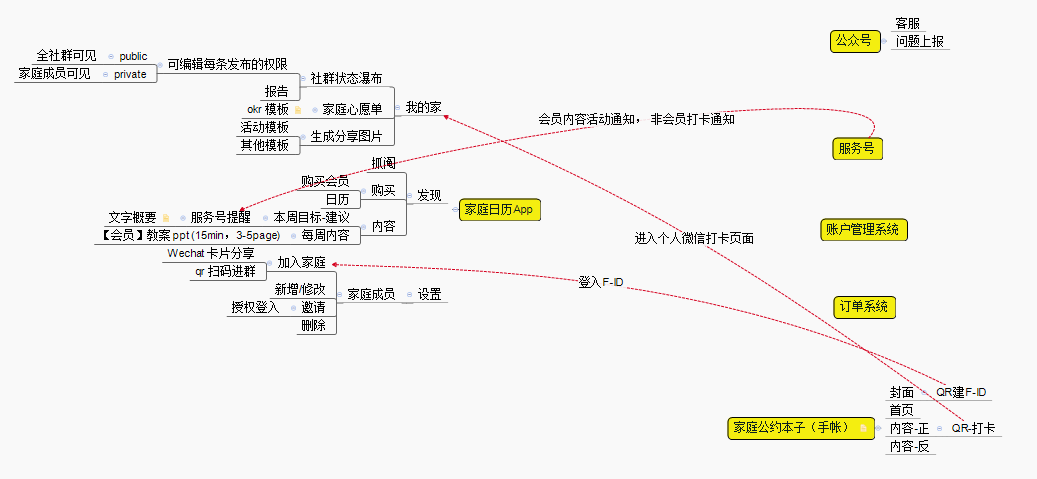 客服
公众号
问题上报
全社群可见
public
可编辑每条发布的权限
家庭成员可见
private
社群状态瀑布
报告
我的家
okr 模板
家庭心愿单
活动模板
生成分享图片
其他模板
会员内容活动通知，非会员打卡通知
服务号
抓阄
购买会员
购买
日历
发现
家庭日历App
文字概要
服务号提醒
本周目标-建议
内容
【会员】教案 ppt (15min，3-5page)
每周内容
账户管理系统
进入个人微信打卡页面
Wechat 卡片分享
加入家庭
qr 扫码进群
登入F-ID
新增/修改
家庭成员
设置
授权登入
邀请
删除
订单系统
封面
QR建F-ID
首页
家庭公约本子（手帐）
内容-正
QR-打卡
内容-反